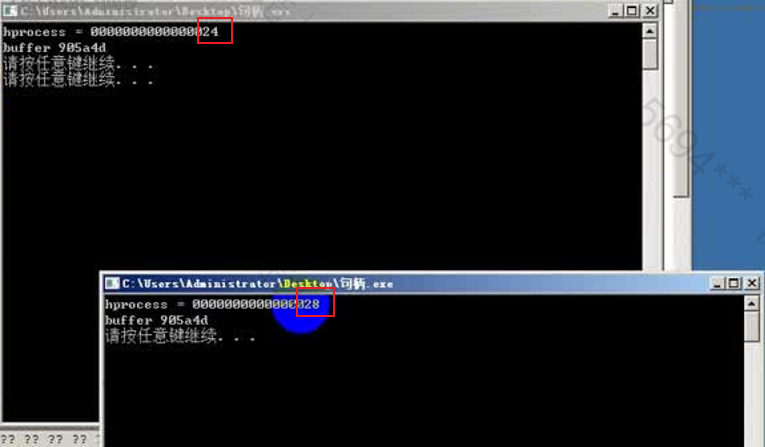 C:\Users\Administrator\Desktop\句柄.exe
hprocess = 0000000000000024
buffer 905a4d
请按任意键继续. . .
请按任意键继续. . .
C:\Users\Administrator\Desktop\句柄.exe
hprocess = 0000000000000028
buffer 905a4d
请按任意键继续. . .
?? ?? ?? ??
5694***